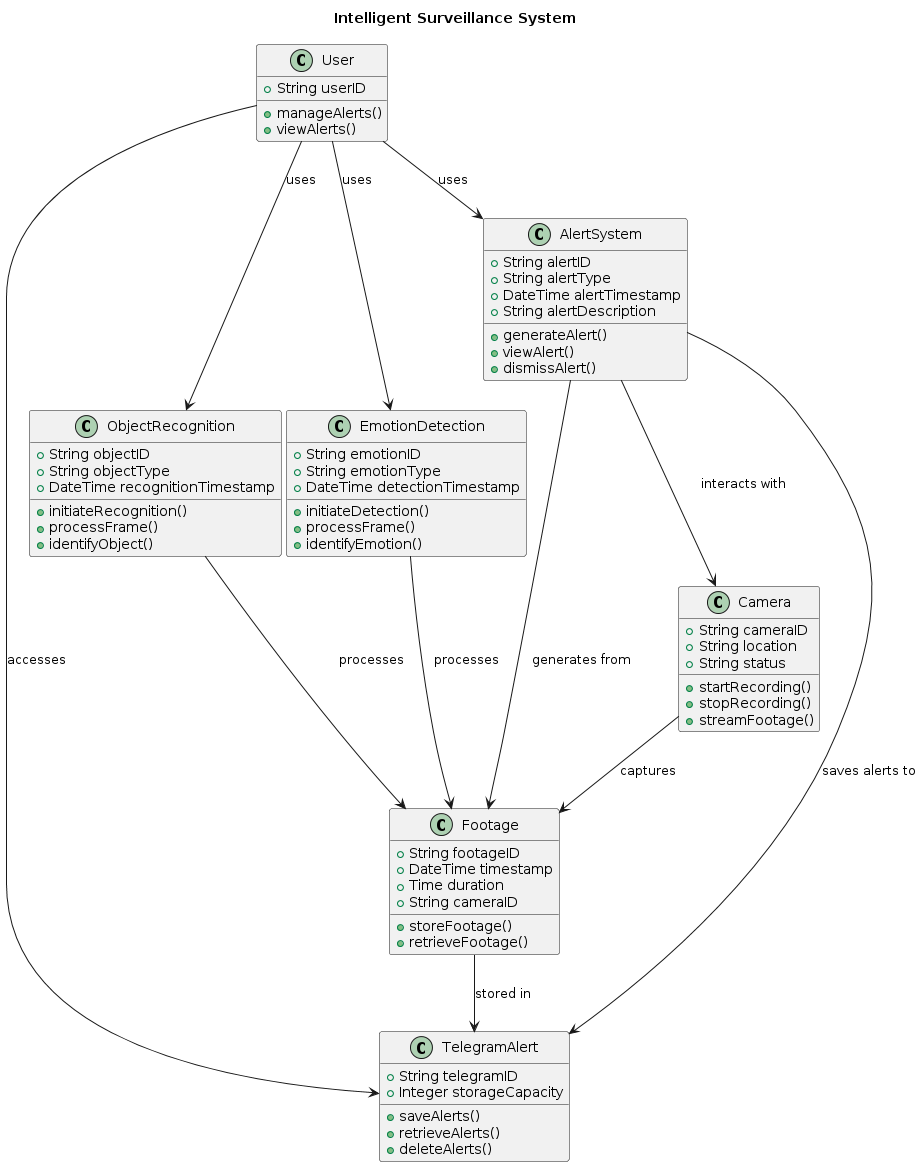 Intelligent Surveillance System
C User
String userID
manageAlerts()
viewAlerts()
uses
uses
uses
C AlertSystem
String alertID
String alertType
DateTime alertTimestamp
String alertDescription
generateAlert()
viewAlert()
dismissAlert()
C ObjectRecognition
String objectID
String objectType
DateTime recognitionTimestamp
initiateRecognition()
processFrame()
identifyObject()
C EmotionDetection
String emotionID
String emotionType
DateTime detectionTimestamp
initiateDetection()
processFrame()
identifyEmotion()
interacts with
C Camera
String cameraID
String location
String status
startRecording()
stopRecording()
streamFootage()
accesses
processes
processes
generates from
captures
saves alerts to
C Footage
String footageID
DateTime timestamp
Time duration
String cameraID
storeFootage()
retrieveFootage()
stored in
C TelegramAlert
String telegramID
Integer storageCapacity
saveAlerts()
retrieveAlerts()
deleteAlerts()